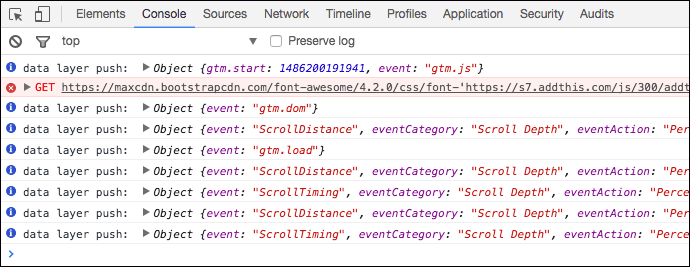 Elements Console Sources Network Timeline Profiles Application Security Audits
top Preserve log
data layer push: Object {gtm.start: 1486200191941, event: "gtm.js"}
GET https://maxcdn.bootstrapcdn.com/font-awesome/4.2.0/css/font-'https://s7.addthis.com/js/300/addt
data layer push: Object {event: "gtm.dom"}
data layer push: Object {event: "ScrollDistance", eventCategory: "Scroll Depth", eventAction: "Perce
data layer push: Object {event: "gtm.load"}
data layer push: Object {event: "ScrollDistance", eventCategory: "Scroll Depth", eventAction: "Perce
data layer push: Object {event: "ScrollTiming", eventCategory: "Scroll Depth", eventAction: "Percen
data layer push: Object {event: "ScrollDistance", eventCategory: "Scroll Depth", eventAction: "Perce
data layer push: Object {event: "ScrollTiming", eventCategory: "Scroll Depth", eventAction: "Percen